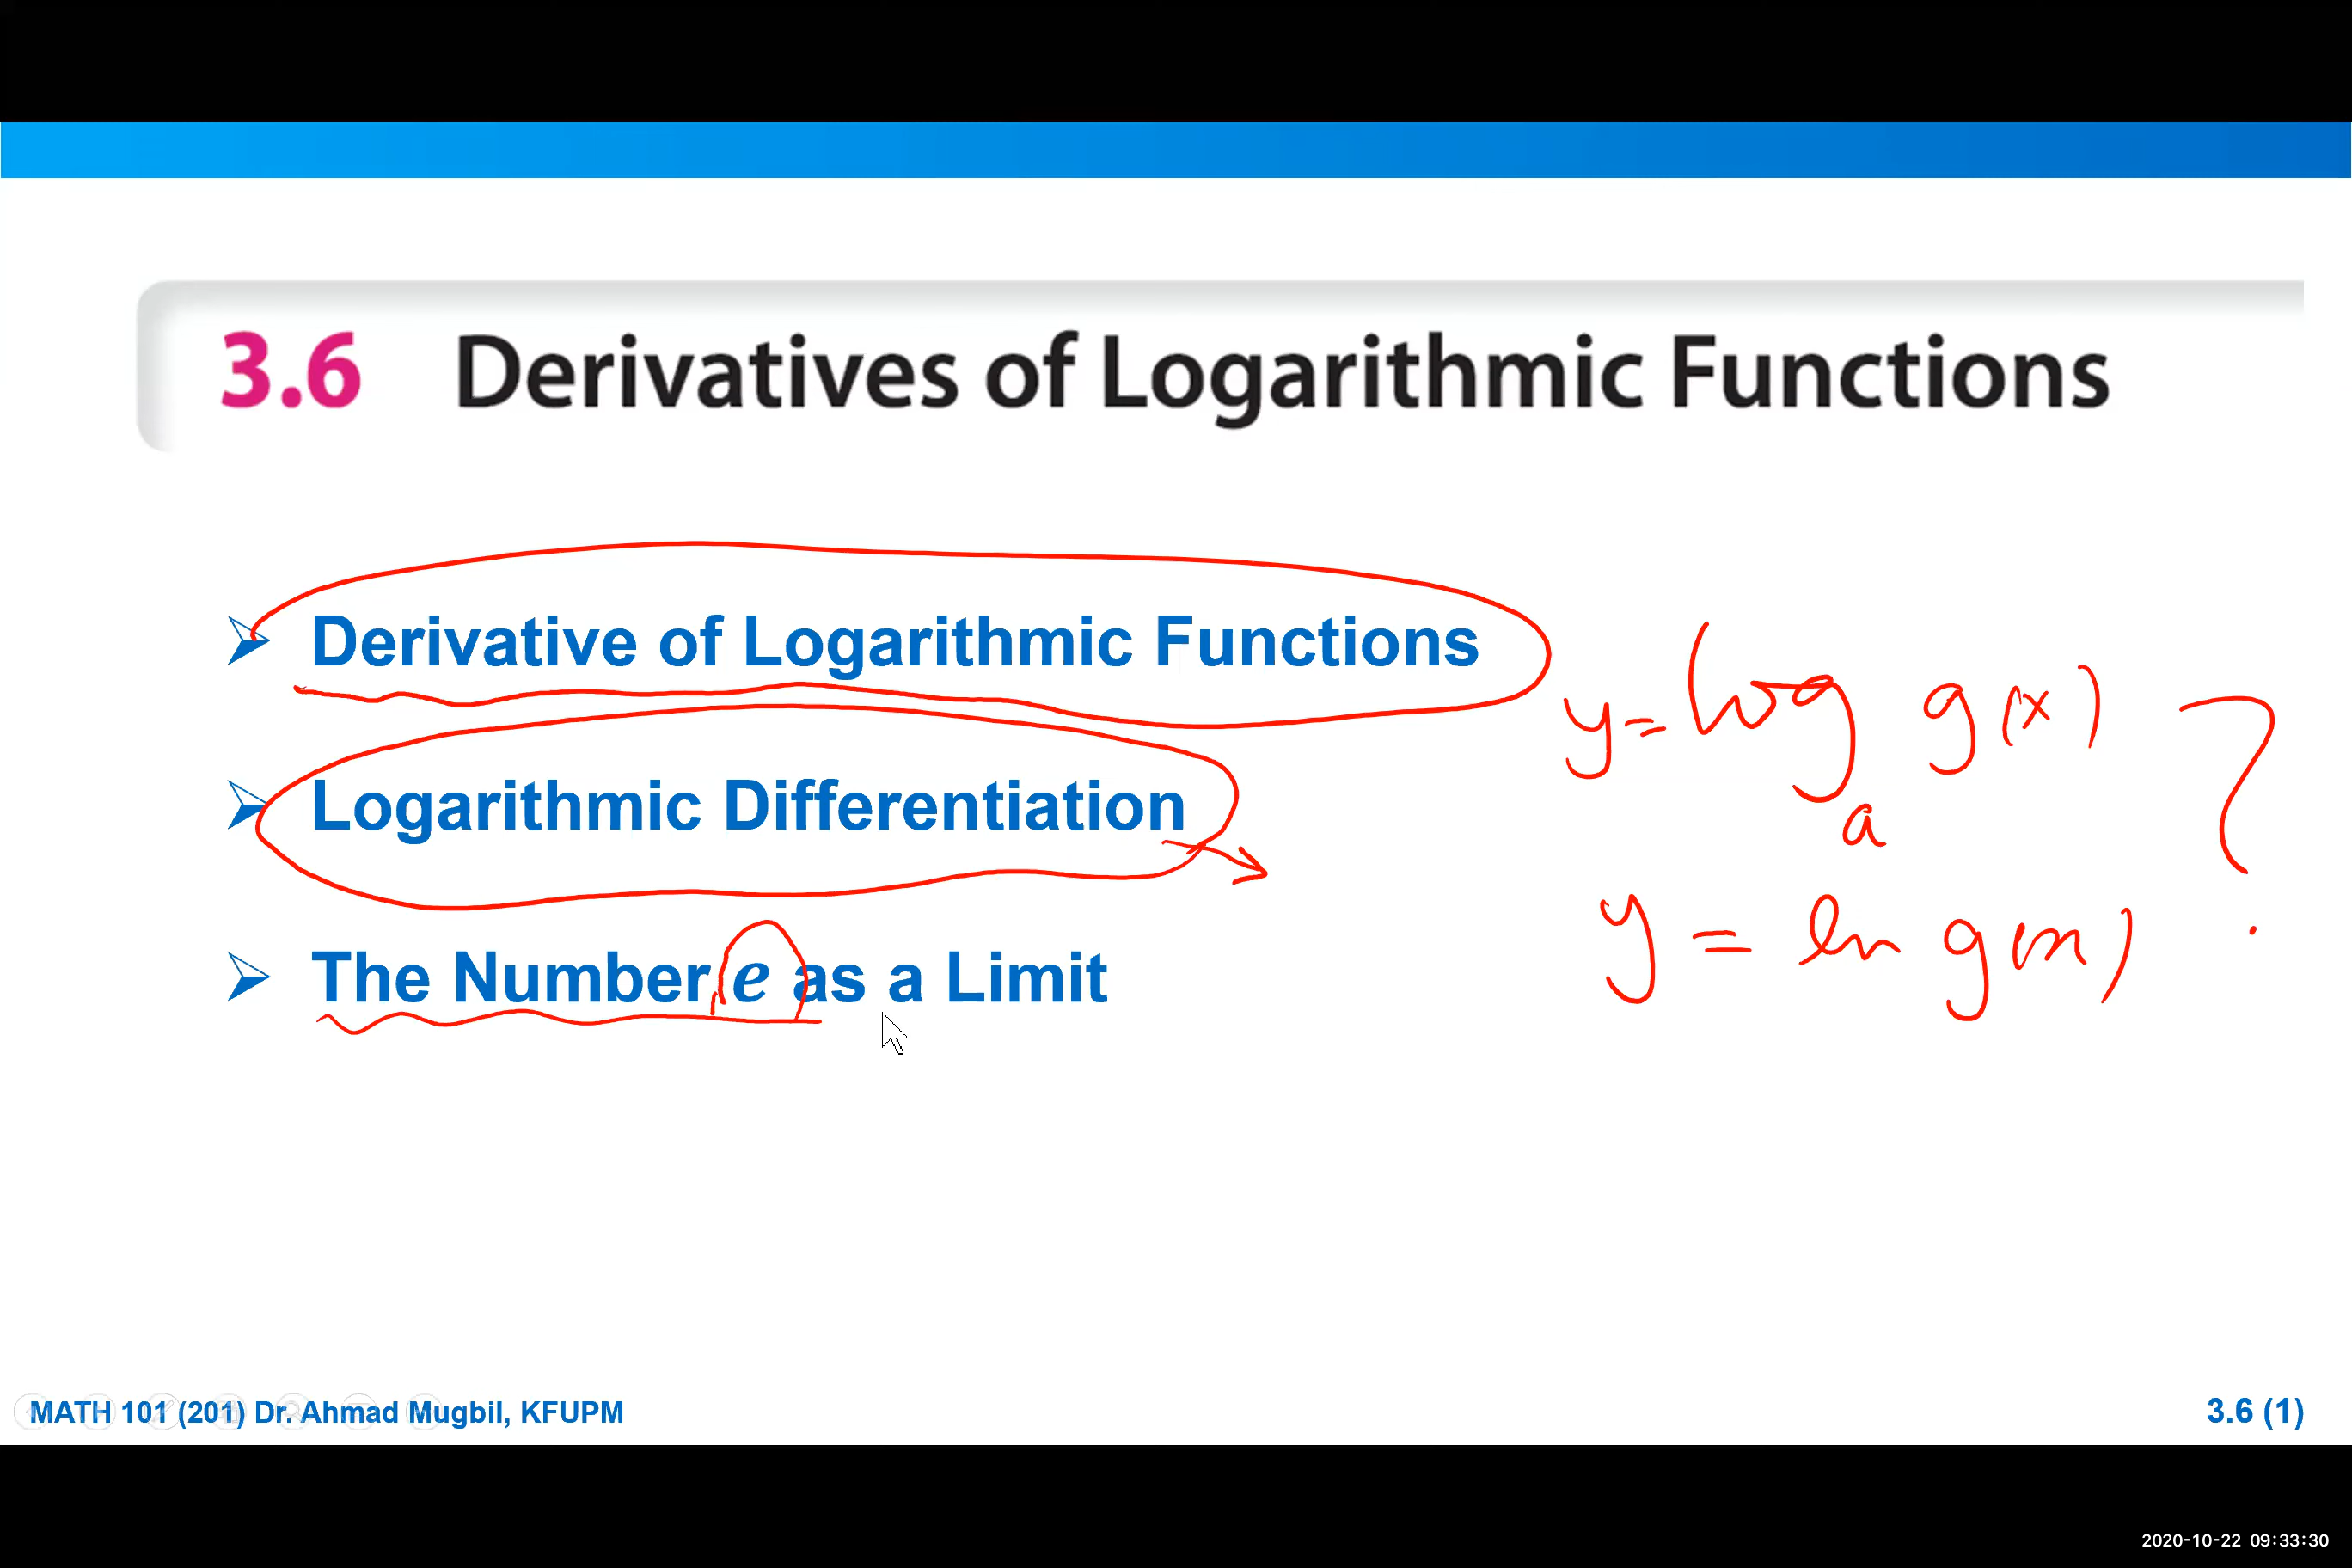 3.6 Derivatives of Logarithmic Functions
➢ Derivative of Logarithmic Functions
y = log_a g(x)
➢ Logarithmic Differentiation
?
➢ The Number e as a Limit
y = ln g(x)
MATH 101 (201) Dr. Ahmad Mugbil, KFUPM
3.6 (1)
2020-10-22 09:33:30